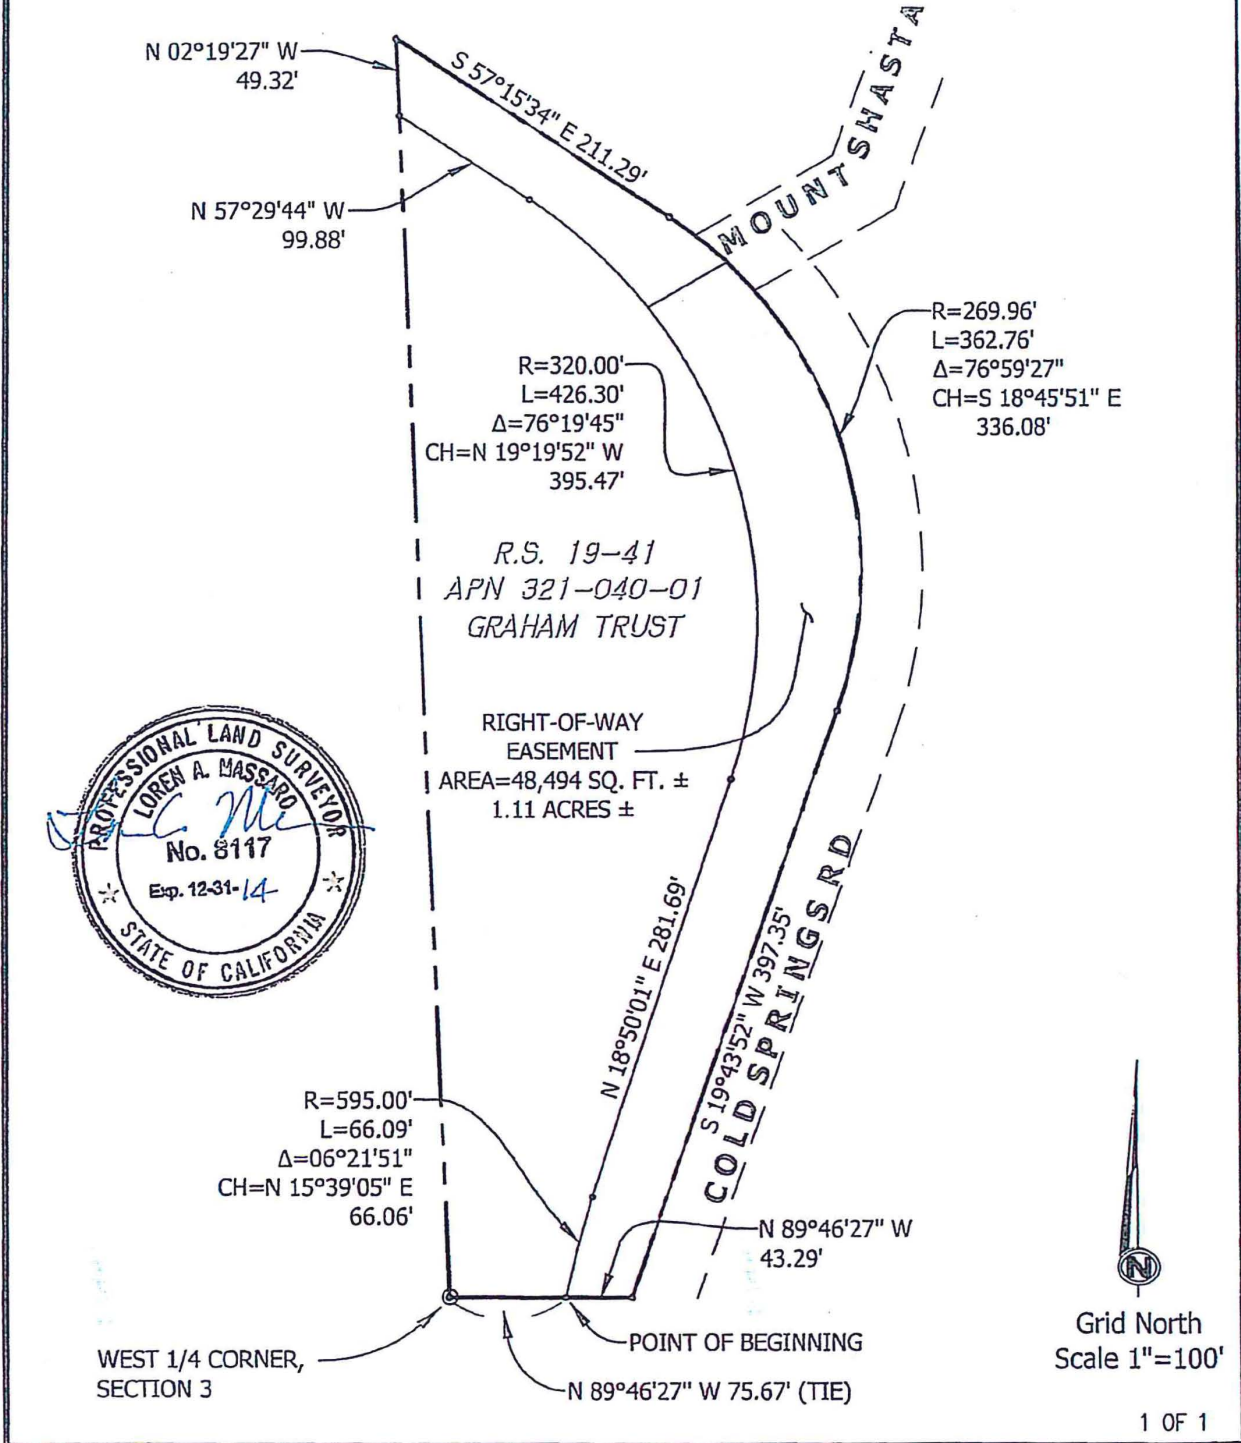 N 02°19'27" W
49.32'
S 57°15'34" E 211.29'
MOUNT SHASTA
N 57°29'44" W
99.88'
R=269.96'
L=362.76'
Δ=76°59'27"
CH=S 18°45'51" E
336.08'
R=320.00'
L=426.30'
Δ=76°19'45"
CH=N 19°19'52" W
395.47'
R.S. 19-41
APN 321-040-01
GRAHAM TRUST
RIGHT-OF-WAY
EASEMENT
AREA=48,494 SQ. FT. ±
1.11 ACRES ±
PROFESSIONAL LAND SURVEYOR
LOREN A. MASSARO
No. 8117
Exp. 12-31-14
STATE OF CALIFORNIA
N 18°50'01" E 281.69'
S 19°43'52" W 397.35'
COLD SPRINGS RD
R=595.00'
L=66.09'
Δ=06°21'51"
CH=N 15°39'05" E
66.06'
N 89°46'27" W
43.29'
N
POINT OF BEGINNING
WEST 1/4 CORNER,
SECTION 3
N 89°46'27" W 75.67' (TIE)
Grid North
Scale 1"=100'
1 OF 1